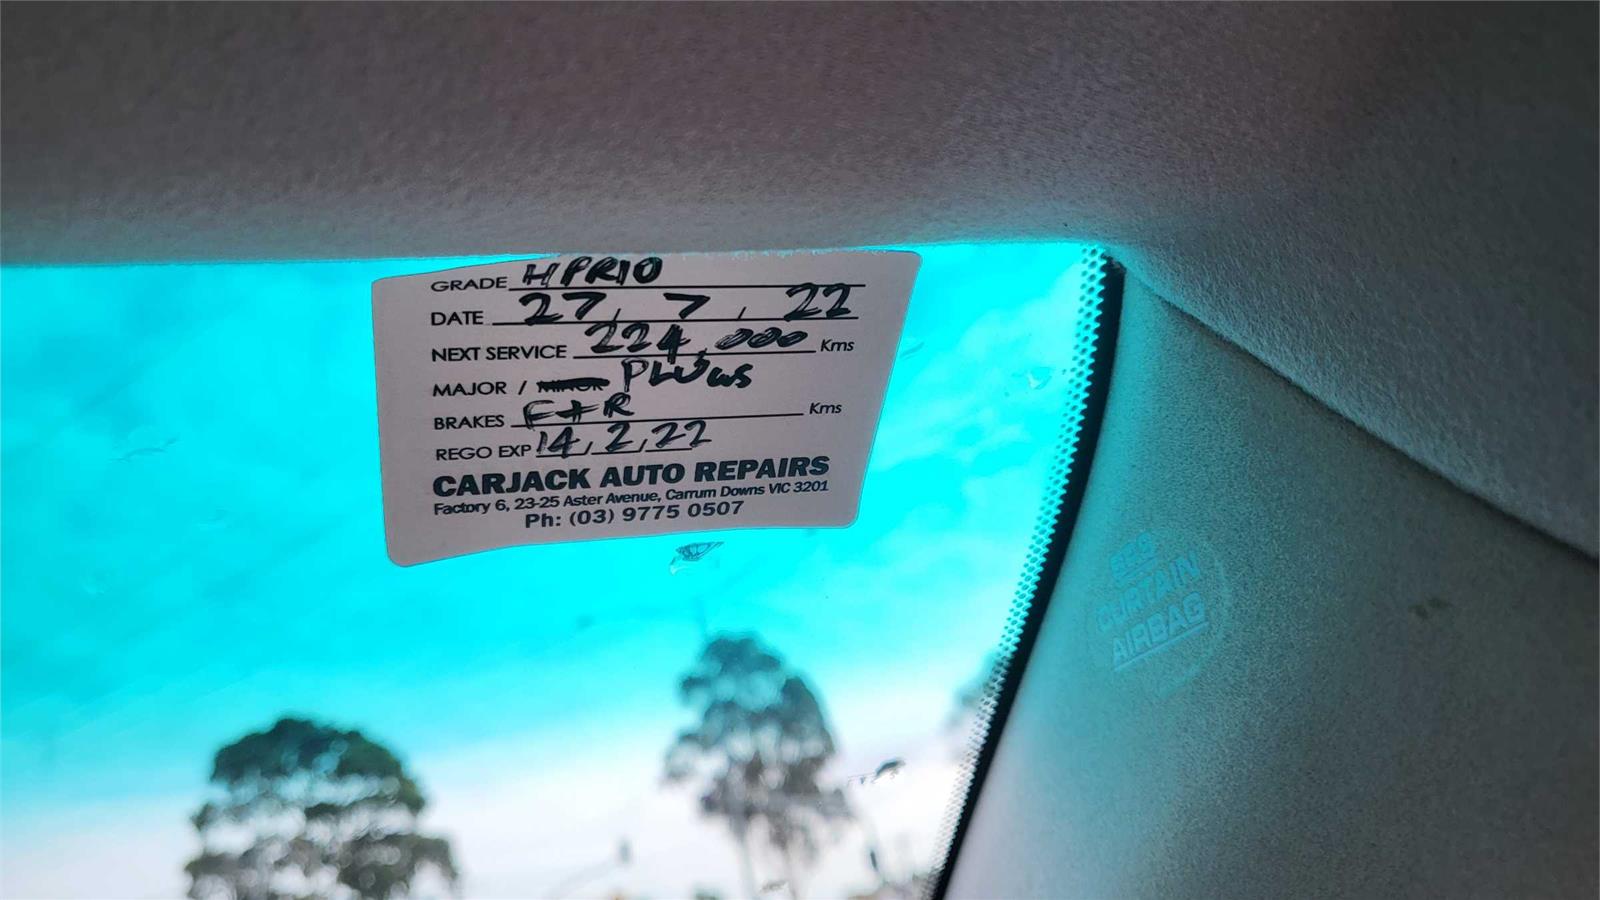 GRADE HPR10
DATE 27, 7, 22
NEXT SERVICE 224,000 Kms
MAJOR / MINOR PLUGS
BRAKES F+R Kms
REGO EXP 14, 2, 22
CARJACK AUTO REPAIRS
Factory 6, 23-25 Aster Avenue, Carrum Downs VIC 3201
Ph: (03) 9775 0507
SRS
CURTAIN
AIRBAG